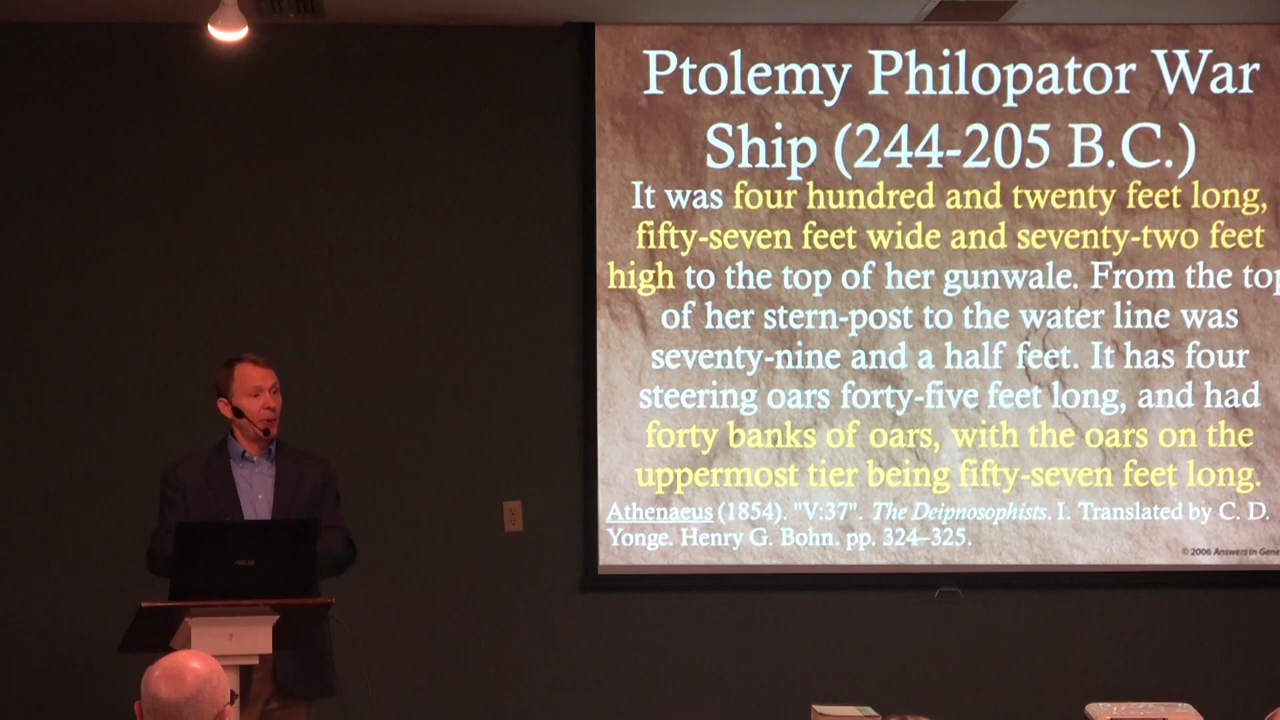 Ptolemy Philopator War
Ship (244-205 B.C.)
It was four hundred and twenty feet long,
fifty-seven feet wide and seventy-two feet
high to the top of her gunwale. From the top
of her stern-post to the water line was
seventy-nine and a half feet. It has four
steering oars forty-five feet long, and had
forty banks of oars, with the oars on the
uppermost tier being fifty-seven feet long.
Athenaeus (1854). "V:37". The Deipnosophists. I. Translated by C. D.
Yonge. Henry G. Bohn. pp. 324–325.
© 2006 Answers in Gene
ASUS